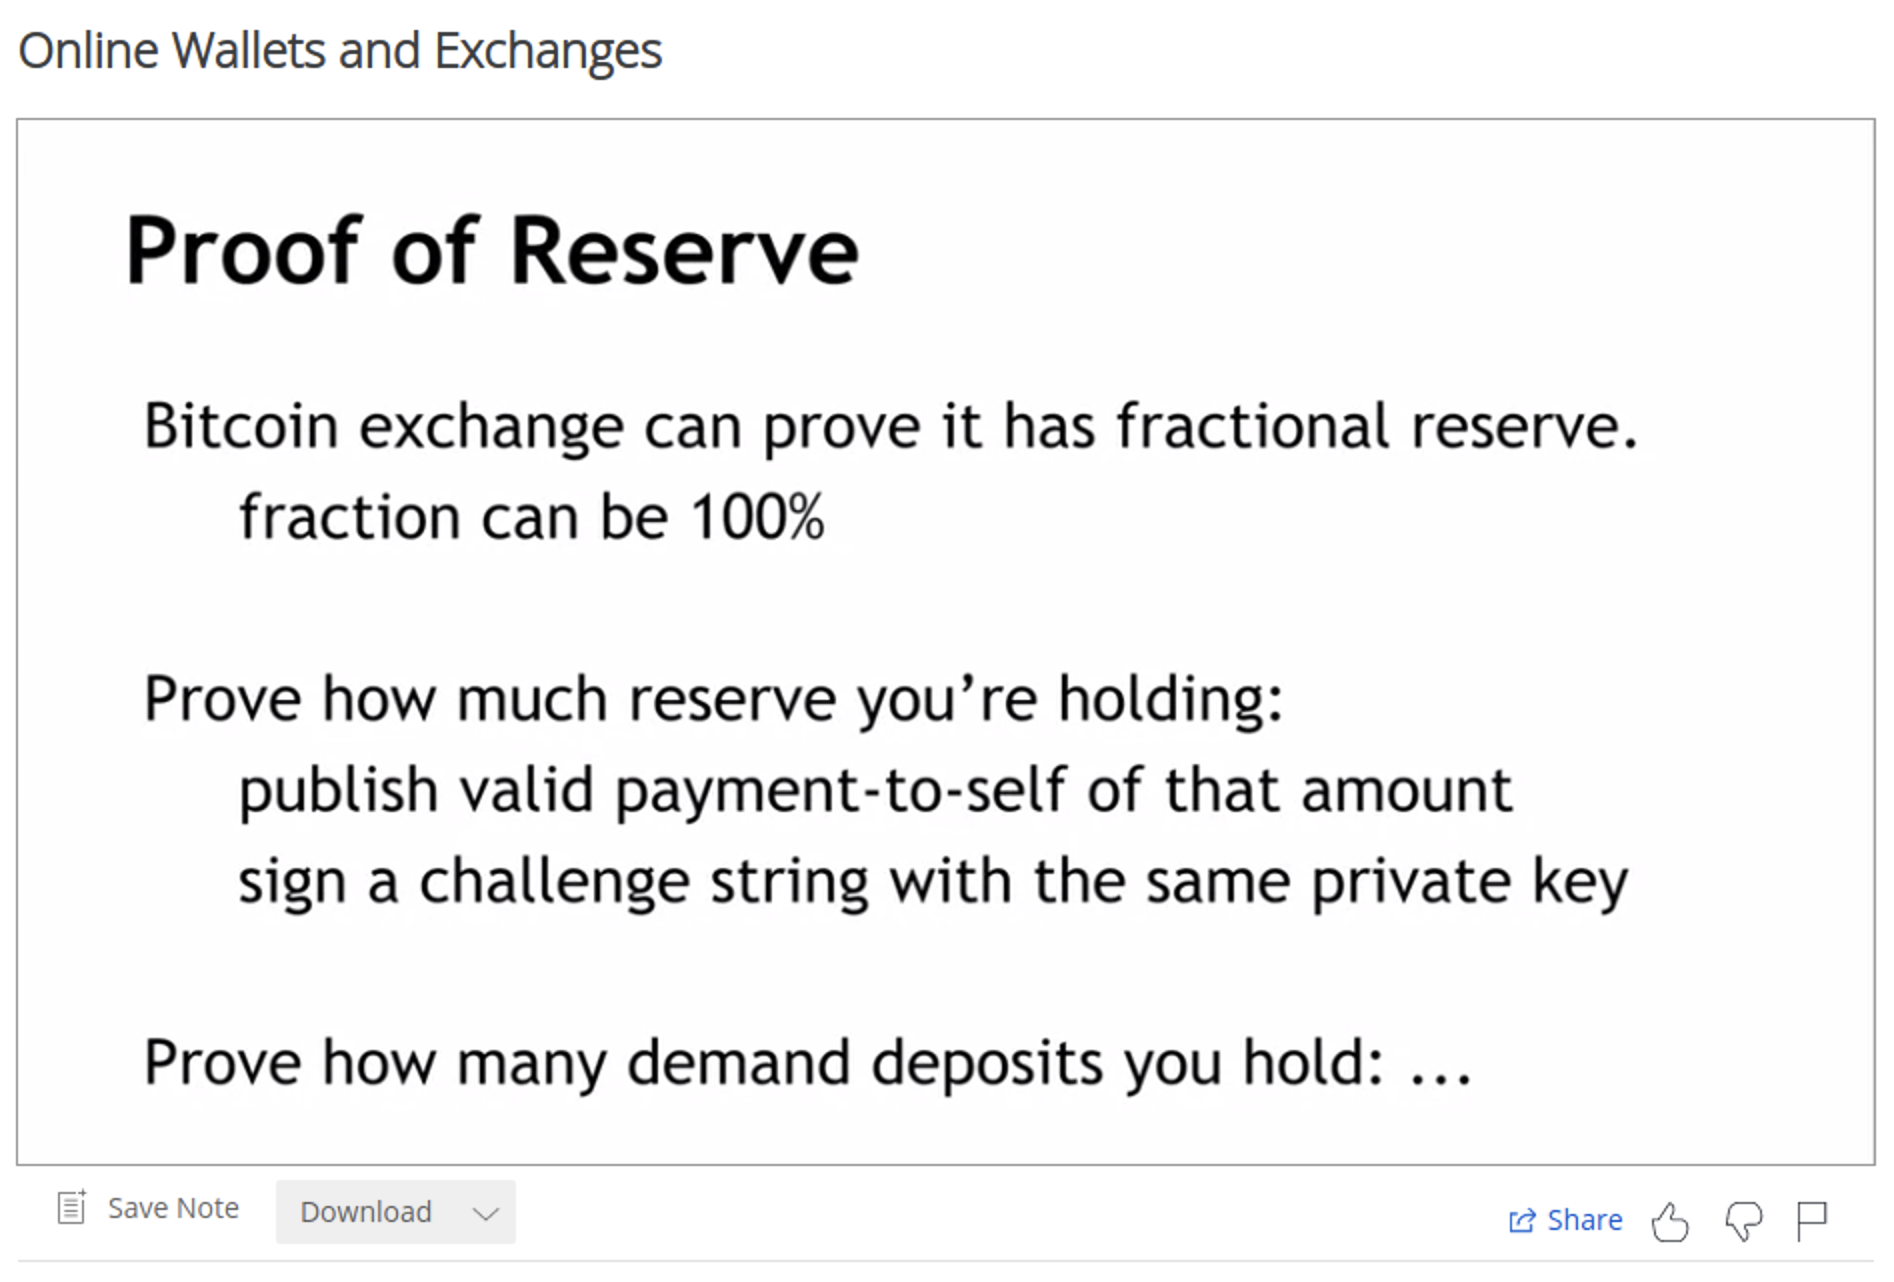 Online Wallets and Exchanges
Proof of Reserve
Bitcoin exchange can prove it has fractional reserve.
fraction can be 100%
Prove how much reserve you’re holding:
publish valid payment-to-self of that amount
sign a challenge string with the same private key
Prove how many demand deposits you hold: ...
Save Note
Download
Share